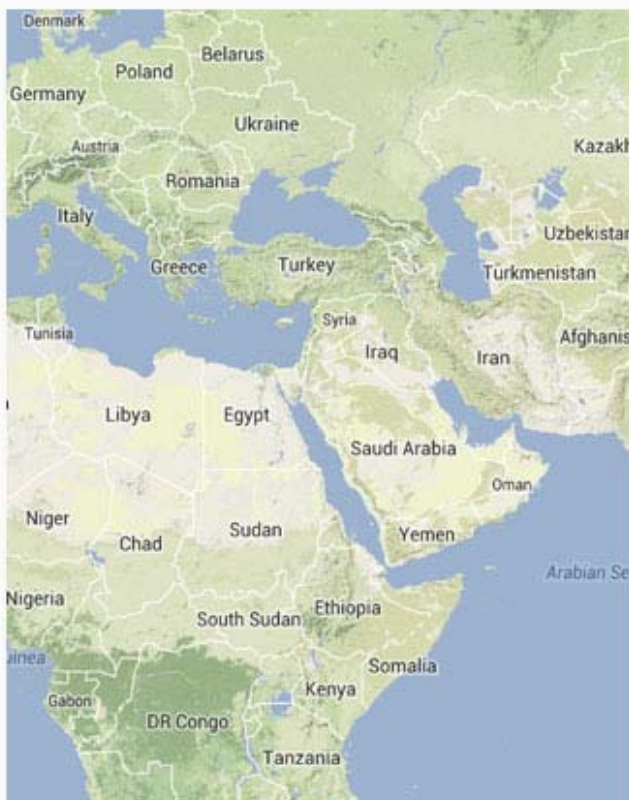 Denmark
Belarus
Poland
Germany
Ukraine
Austria
Kazakh
Romania
Italy
Uzbekistan
Greece
Turkey
Turkmenistan
Syria
Tunisia
Afghanis
Iraq
Iran
Libya
Egypt
Saudi Arabia
Oman
Niger
Sudan
Yemen
Chad
Arabian Se
Nigeria
Ethiopia
South Sudan
uinea
Somalia
Kenya
Gabon
DR Congo
Tanzania